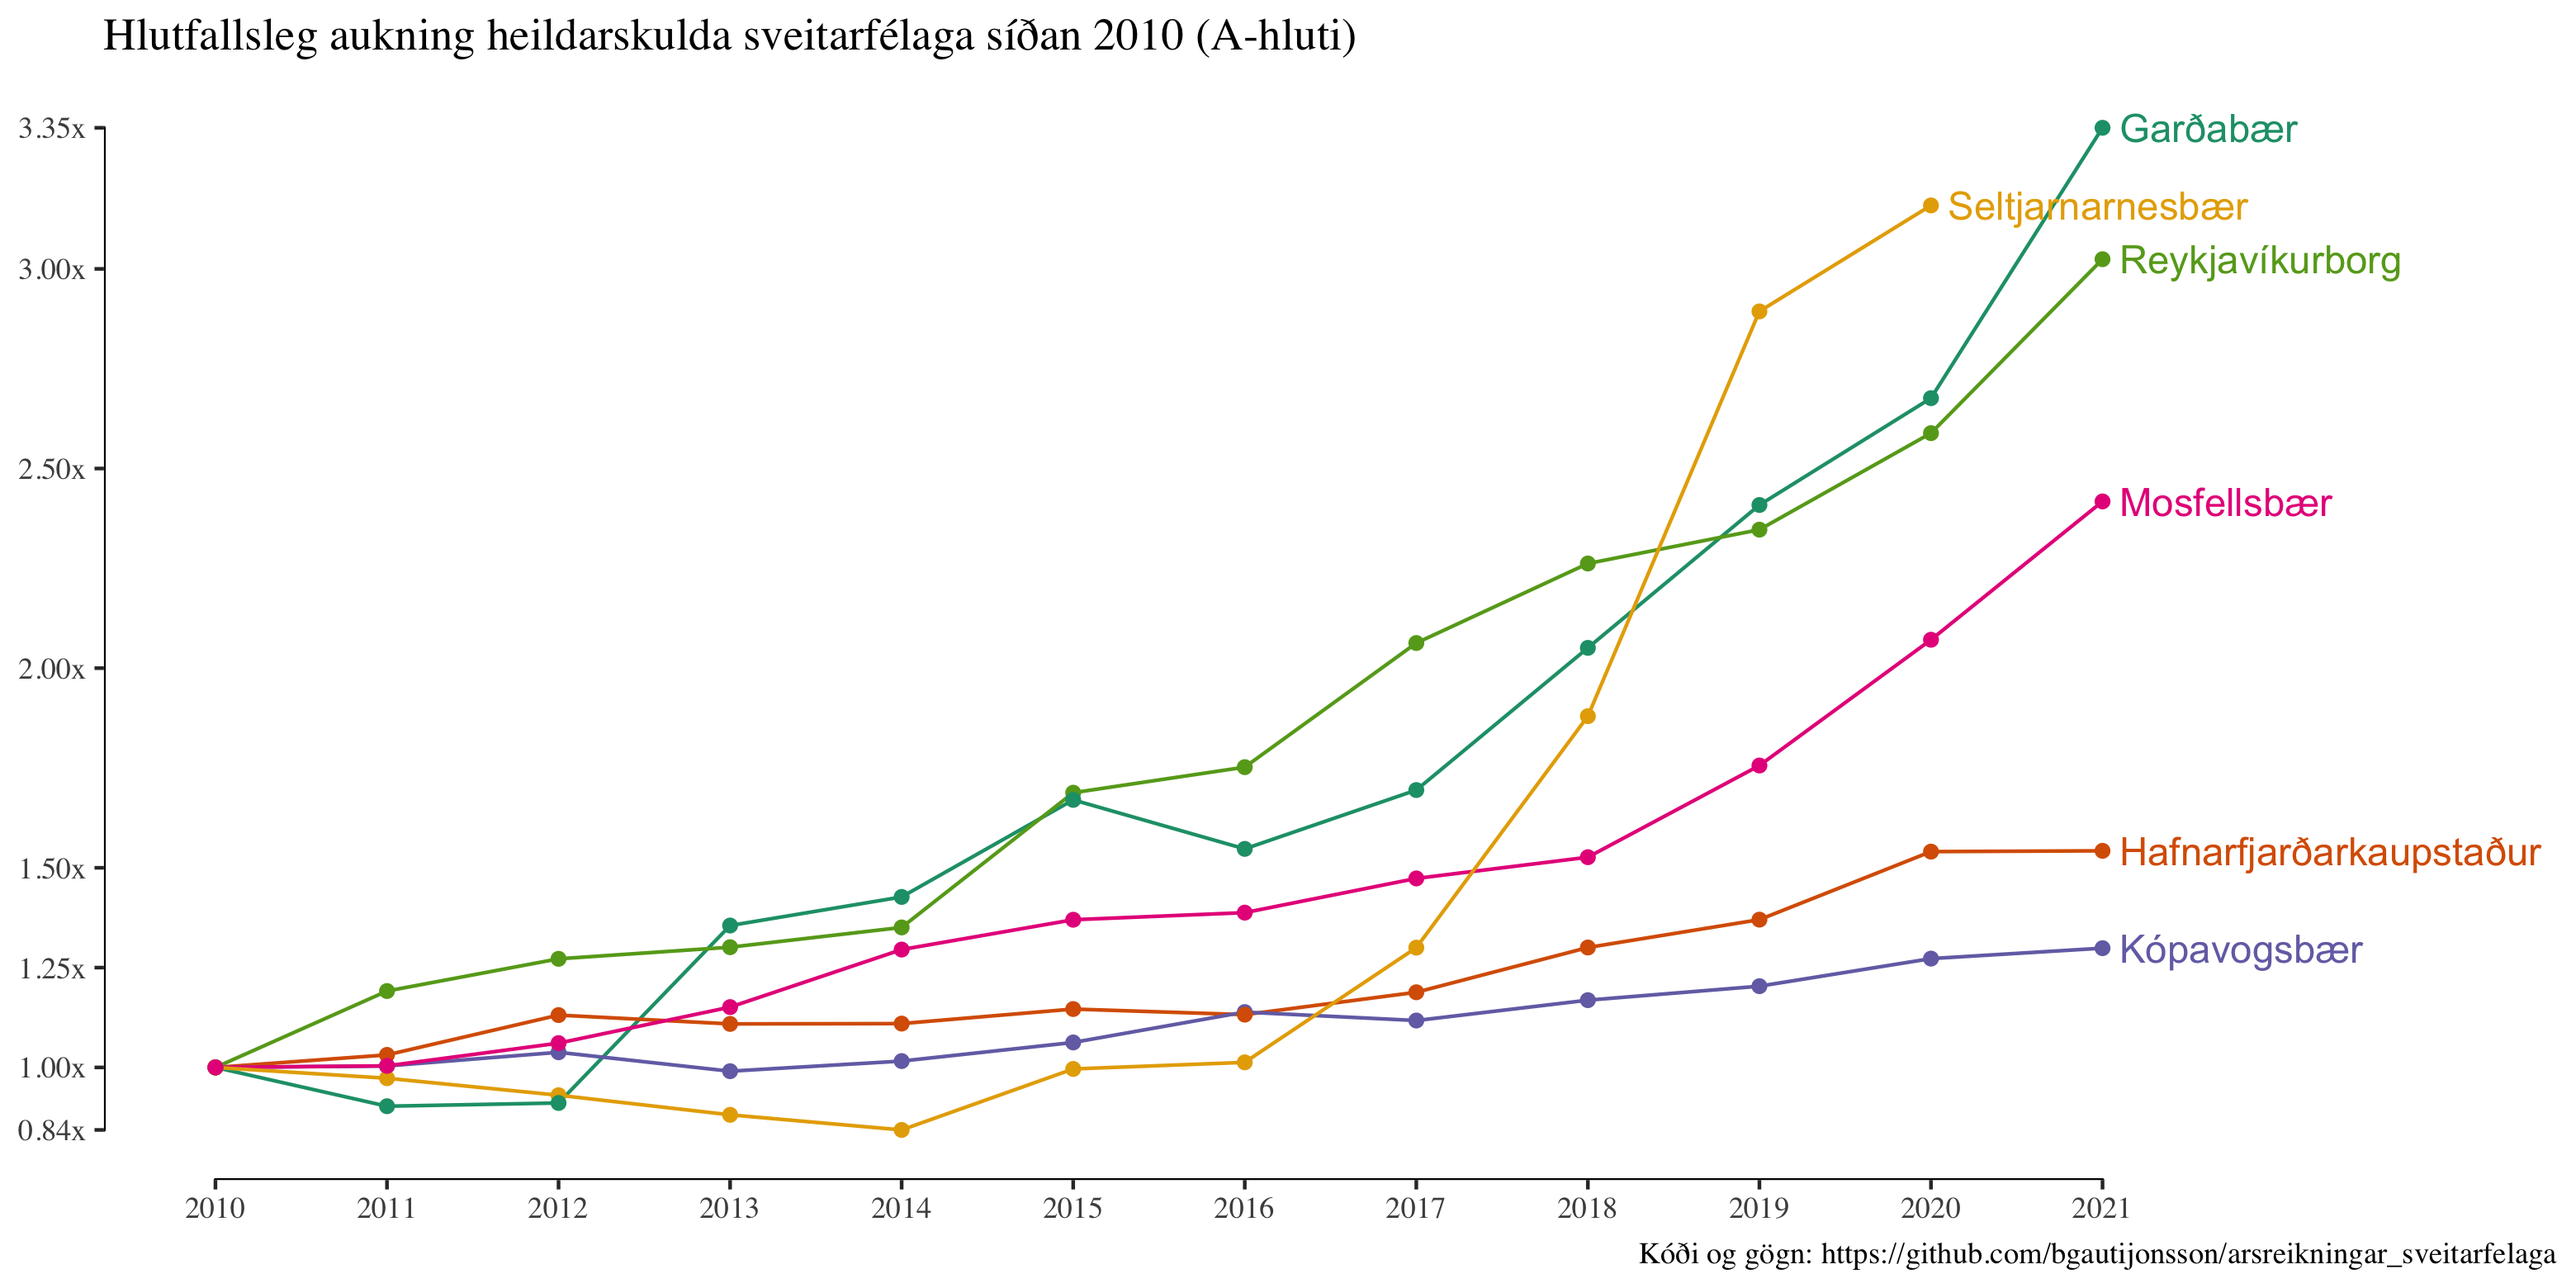 Hlutfallsleg aukning heildarskulda sveitarfélaga síðan 2010 (A-hluti)
3.35x
Garðabær
Seltjarnarnesbær
Reykjavíkurborg
3.00x
2.50x
Mosfellsbær
2.00x
1.50x
Hafnarfjarðarkaupstaður
1.25x
Kópavogsbær
1.00x
0.84x
2010 2011 2012 2013 2014 2015 2016 2017 2018 2019 2020 2021
Kóði og gögn: https://github.com/bgautijonsson/arsreikningar_sveitarfelaga